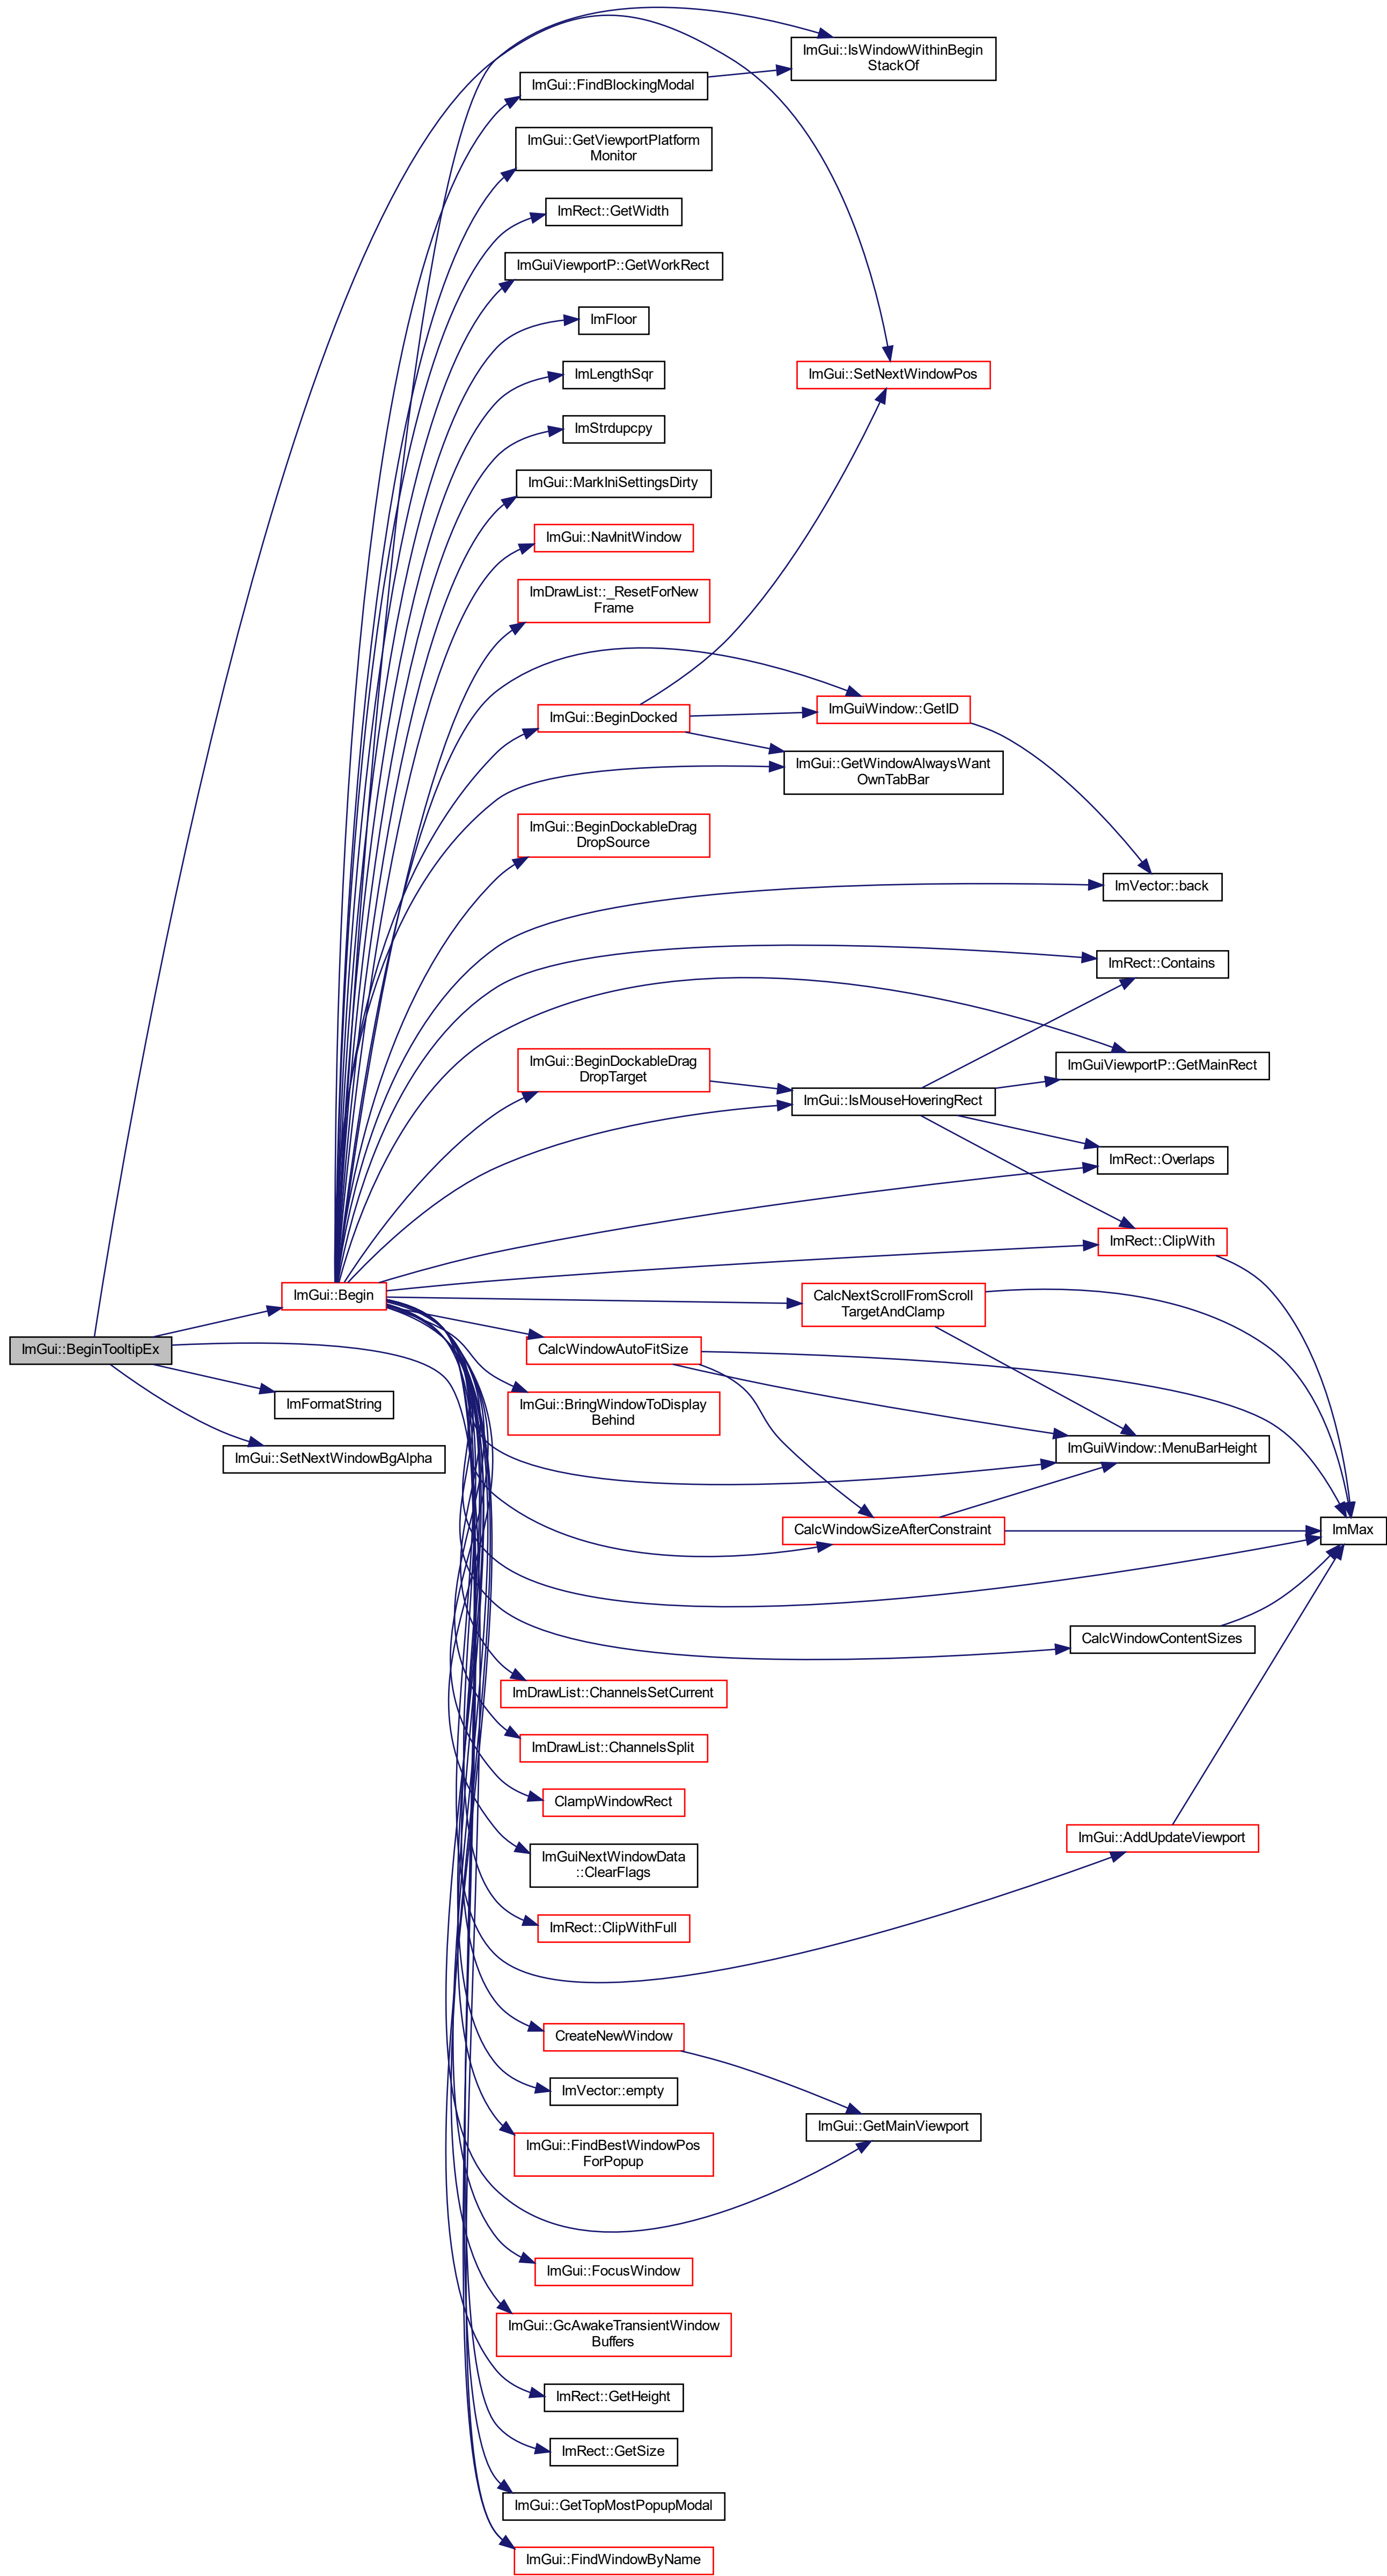 ImGui::IsWindowWithinBegin
StackOf
ImGui::FindBlockingModal
ImGui::GetViewportPlatform
Monitor
ImRect::GetWidth
ImGuiViewportP::GetWorkRect
ImFloor
ImGui::SetNextWindowPos
ImLengthSqr
ImStrdupcpy
ImGui::MarkIniSettingsDirty
ImGui::NavInitWindow
ImDrawList::_ResetForNew
Frame
ImGui::BeginDocked
ImGuiWindow::GetID
ImGui::GetWindowAlwaysWant
OwnTabBar
ImGui::BeginDockableDrag
DropSource
ImVector::back
ImRect::Contains
ImGui::BeginDockableDrag
DropTarget
ImGuiViewportP::GetMainRect
ImGui::IsMouseHoveringRect
ImRect::Overlaps
ImRect::ClipWith
ImGui::Begin
CalcNextScrollFromScroll
TargetAndClamp
ImGui::BeginTooltipEx
CalcWindowAutoFitSize
ImFormatString
ImGui::BringWindowToDisplay
Behind
ImGui::SetNextWindowBgAlpha
ImGuiWindow::MenuBarHeight
CalcWindowSizeAfterConstraint
ImMax
CalcWindowContentSizes
ImDrawList::ChannelsSetCurrent
ImDrawList::ChannelsSplit
ClampWindowRect
ImGui::AddUpdateViewport
ImGuiNextWindowData
::ClearFlags
ImRect::ClipWithFull
CreateNewWindow
ImVector::empty
ImGui::GetMainViewport
ImGui::FindBestWindowPos
ForPopup
ImGui::FocusWindow
ImGui::GcAwakeTransientWindow
Buffers
ImRect::GetHeight
ImRect::GetSize
ImGui::GetTopMostPopupModal
ImGui::FindWindowByName